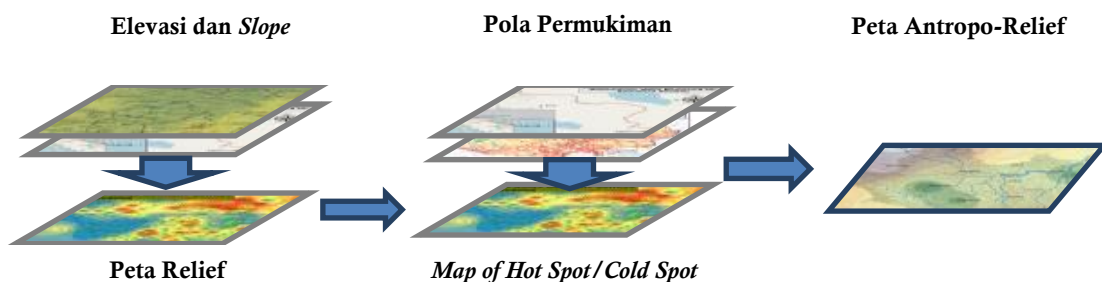 Elevasi dan Slope
Pola Permukiman
Peta Antropo-Relief
Peta Relief
Map of Hot Spot/Cold Spot